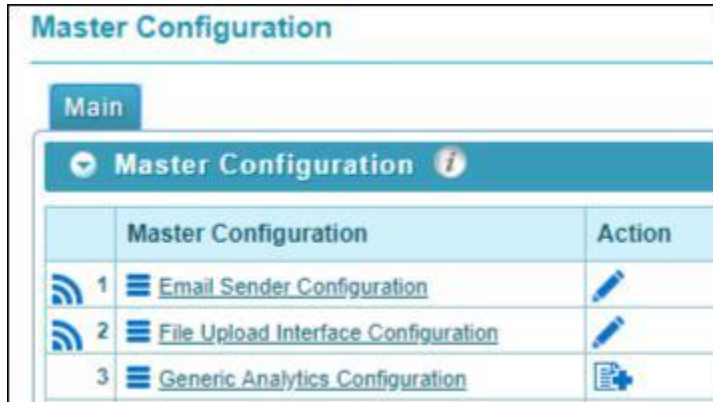 Master Configuration
Main
Master Configuration i
Master Configuration Action
1 Email Sender Configuration
2 File Upload Interface Configuration
3 Generic Analytics Configuration